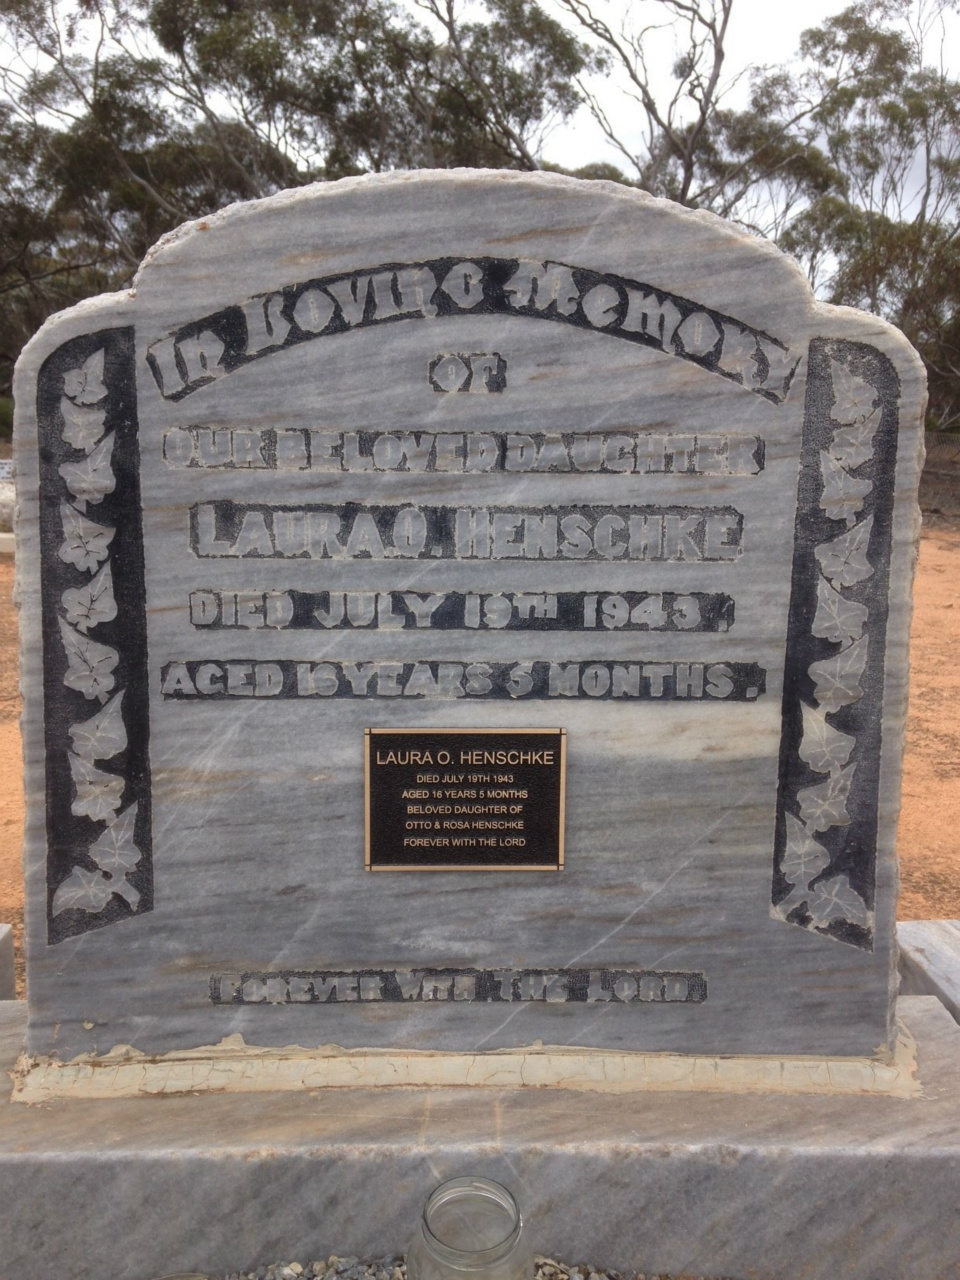 In Loving Memory
OF
OUR BELOVED DAUGHTER
LAURA.O. HENSCHKE
DIED JULY 19TH 1943.
AGED 16 YEARS 5 MONTHS.
LAURA O. HENSCHKE
DIED JULY 19TH 1943
AGED 16 YEARS 5 MONTHS
BELOVED DAUGHTER OF
OTTO & ROSA HENSCHKE
FOREVER WITH THE LORD
FOREVER WITH THE LORD.